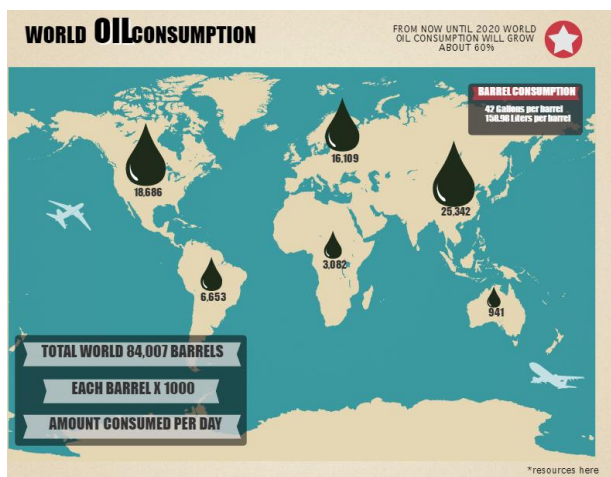 WORLD OIL CONSUMPTION
FROM NOW UNTIL 2020 WORLD
OIL CONSUMPTION WILL GROW
ABOUT 60%
BARREL CONSUMPTION
42 Gallons per barrel
158.98 Liters per barrel
16,109
18,686
25,342
3,082
6,653
941
TOTAL WORLD 84,007 BARRELS
EACH BARREL X 1000
AMOUNT CONSUMED PER DAY
*resources here